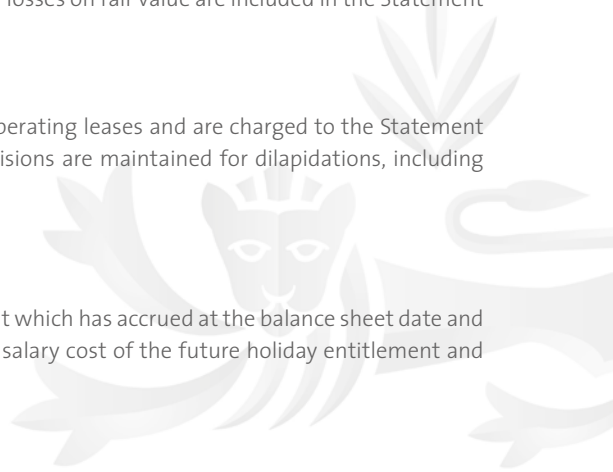 losses on fair value are included in the Statement
perating leases and are charged to the Statement
isions are maintained for dilapidations, including
t which has accrued at the balance sheet date and
salary cost of the future holiday entitlement and